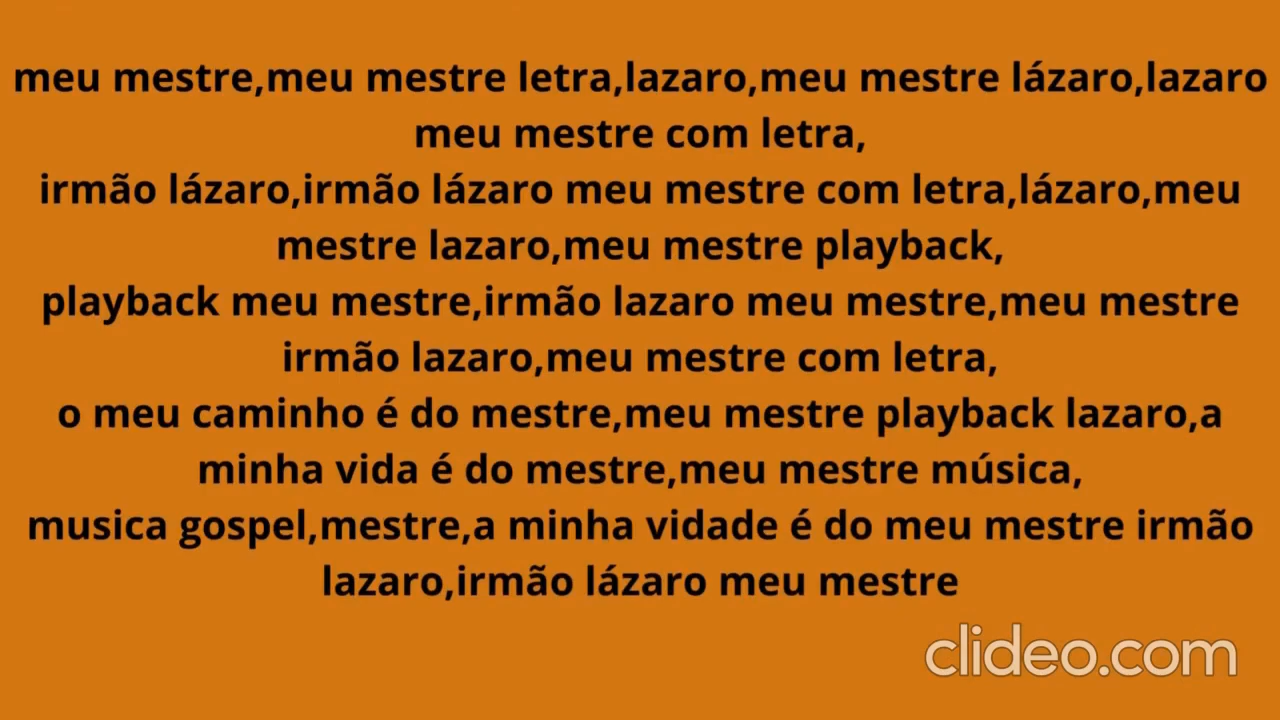 meu mestre,meu mestre letra,lazaro,meu mestre lázaro,lazaro
meu mestre com letra,
irmão lázaro,irmão lázaro meu mestre com letra,lázaro,meu
mestre lazaro,meu mestre playback,
playback meu mestre,irmão lazaro meu mestre,meu mestre
irmão lazaro,meu mestre com letra,
o meu caminho é do mestre,meu mestre playback lazaro,a
minha vida é do mestre,meu mestre música,
musica gospel,mestre,a minha vidade é do meu mestre irmão
lazaro,irmão lázaro meu mestre
clideo.com